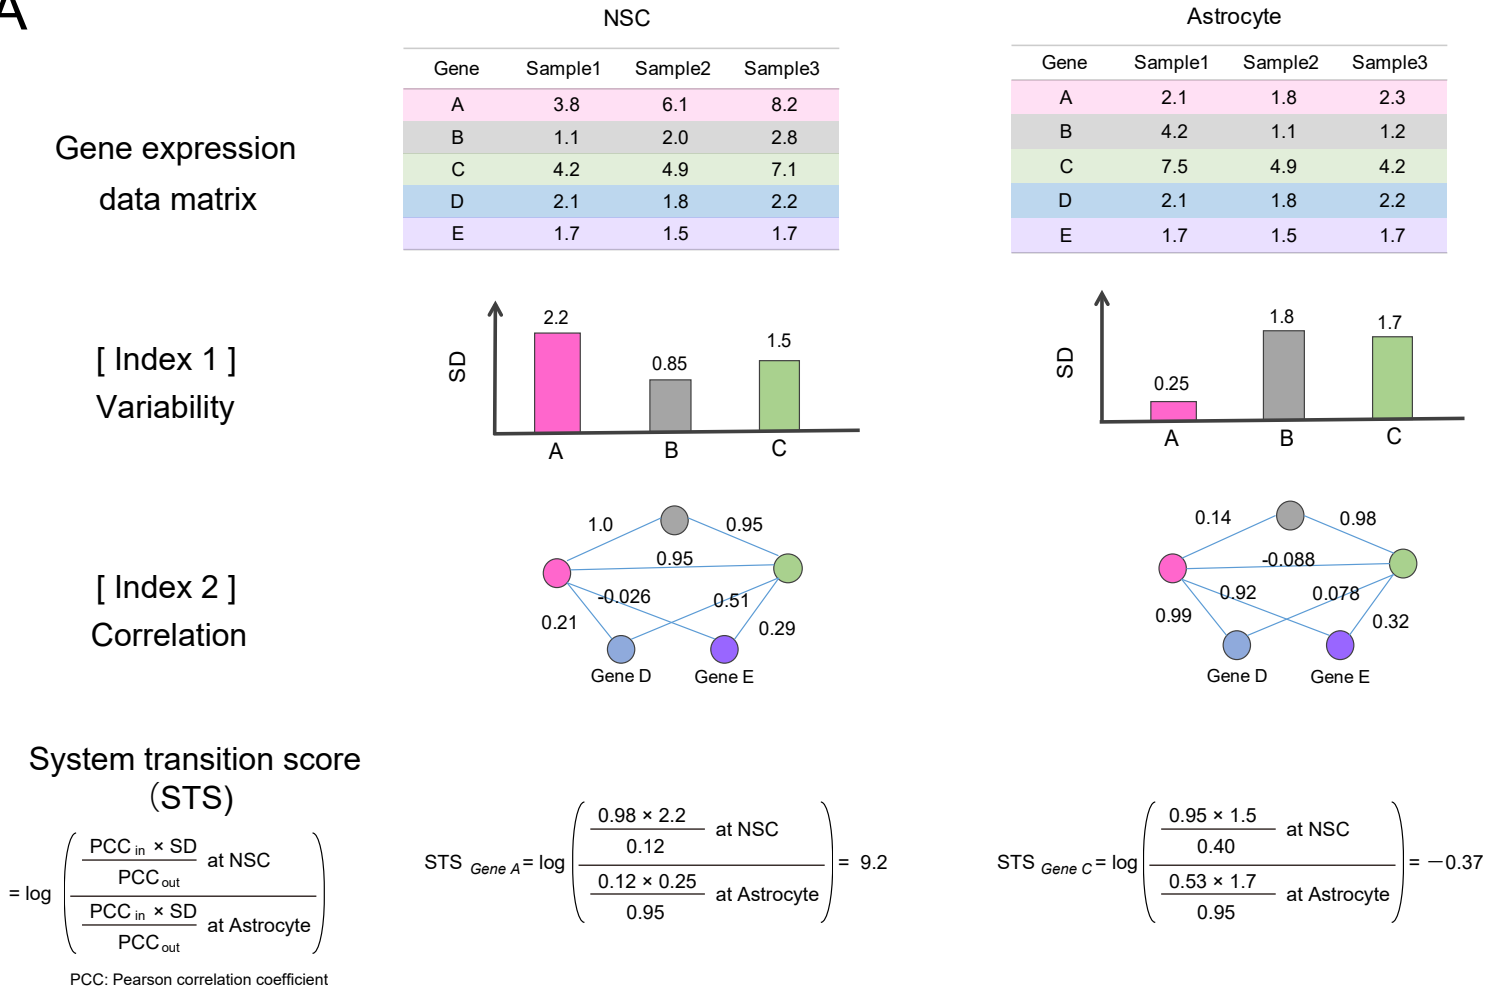 A
NSC
Gene Sample1 Sample2 Sample3
A 3.8 6.1 8.2
B 1.1 2.0 2.8
C 4.2 4.9 7.1
D 2.1 1.8 2.2
E 1.7 1.5 1.7
Astrocyte
Gene Sample1 Sample2 Sample3
A 2.1 1.8 2.3
B 4.2 1.1 1.2
C 7.5 4.9 4.2
D 2.1 1.8 2.2
E 1.7 1.5 1.7
Gene expression
data matrix
[ Index 1 ]
Variability
SD
2.2
0.85
1.5
A B C
SD
0.25
1.8
1.7
A B C
[ Index 2 ]
Correlation
1.0 0.95
0.95
-0.026 0.51
0.21 0.29
Gene D Gene E
0.14 0.98
-0.088
0.92 0.078
0.99 0.32
Gene D Gene E
System transition score
（STS)
PCC in × SD
PCC out
at NSC
= log
PCC in × SD
PCC out
at Astrocyte
PCC: Pearson correlation coefficient
0.98 × 2.2
0.12
at NSC
STS Gene A = log
= 9.2
0.12 × 0.25
0.95
at Astrocyte
0.95 × 1.5
0.40
at NSC
STS Gene C = log
= −0.37
0.53 × 1.7
0.95
at Astrocyte